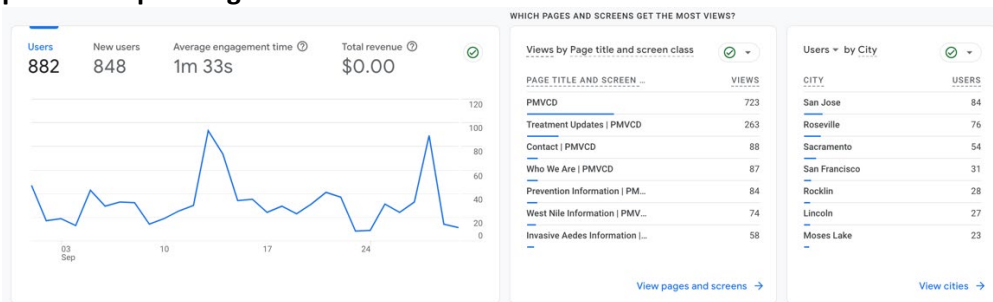 WHICH PAGES AND SCREENS GET THE MOST VIEWS?
Users New users Average engagement time Total revenue
882 848 1m 33s $0.00
120
100
80
60
40
20
0
03 10 17 24
Sep
Views by Page title and screen class
PAGE TITLE AND SCREEN … VIEWS
PMVCD 723
Treatment Updates | PMVCD 263
Contact | PMVCD 88
Who We Are | PMVCD 87
Prevention Information | PM... 84
West Nile Information | PMV... 74
Invasive Aedes Information |... 58
View pages and screens →
Users by City
CITY USERS
San Jose 84
Roseville 76
Sacramento 54
San Francisco 31
Rocklin 28
Lincoln 27
Moses Lake 23
View cities →